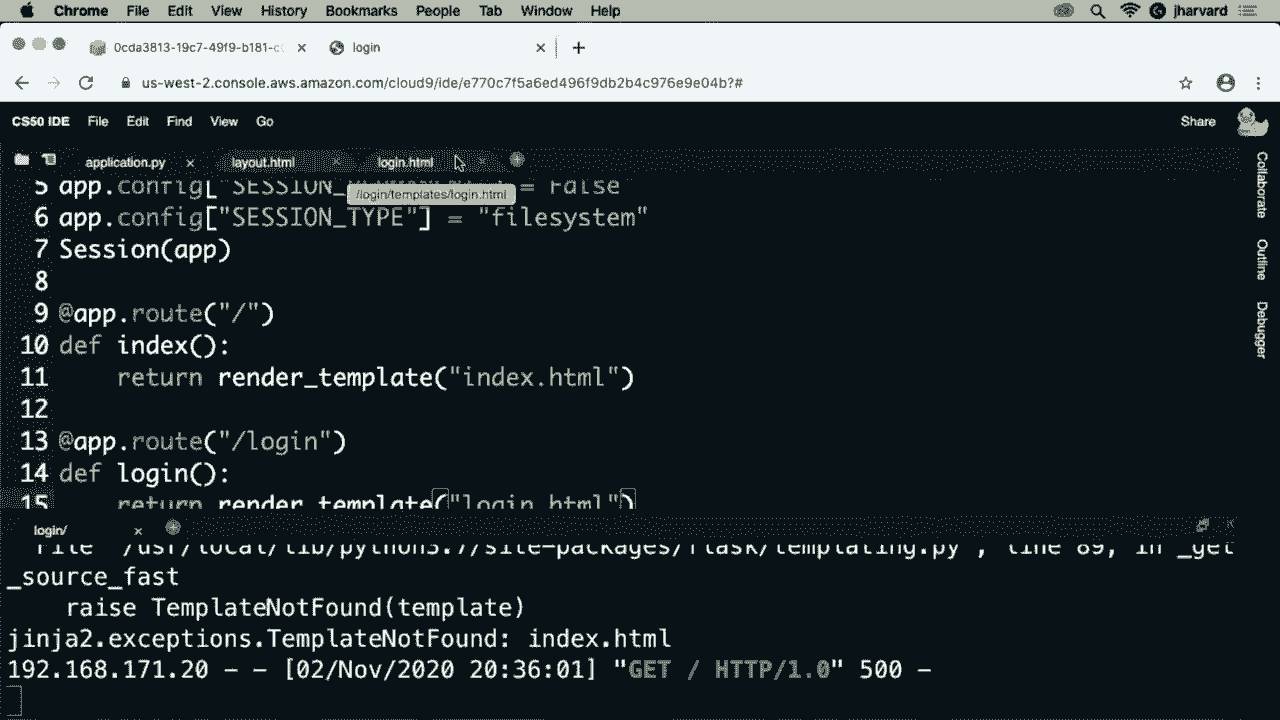 Chrome File Edit View History Bookmarks People Tab Window Help jharvard
0cda3813-19c7-49f9-b181-c login
us-west-2.console.aws.amazon.com/cloud9/ide/e770c7f5a6ed496f9db2b4c976e9e04b?#
CS50 IDE File Edit Find View Go Share
application.py layout.html login.html
/login/templates/login.html
5 app.config["SESSION_ = False
6 app.config["SESSION_TYPE"] = "filesystem"
7 Session(app)
8
9 @app.route("/")
10 def index():
11 return render_template("index.html")
12
13 @app.route("/login")
14 def login():
15 return render_template("login.html")
Collaborate
Outline
Debugger
login/
File "/usr/local/lib/python3.7/site-packages/flask/templating.py", line 89, in _get
_source_fast
raise TemplateNotFound(template)
jinja2.exceptions.TemplateNotFound: index.html
192.168.171.20 - - [02/Nov/2020 20:36:01] "GET / HTTP/1.0" 500 -